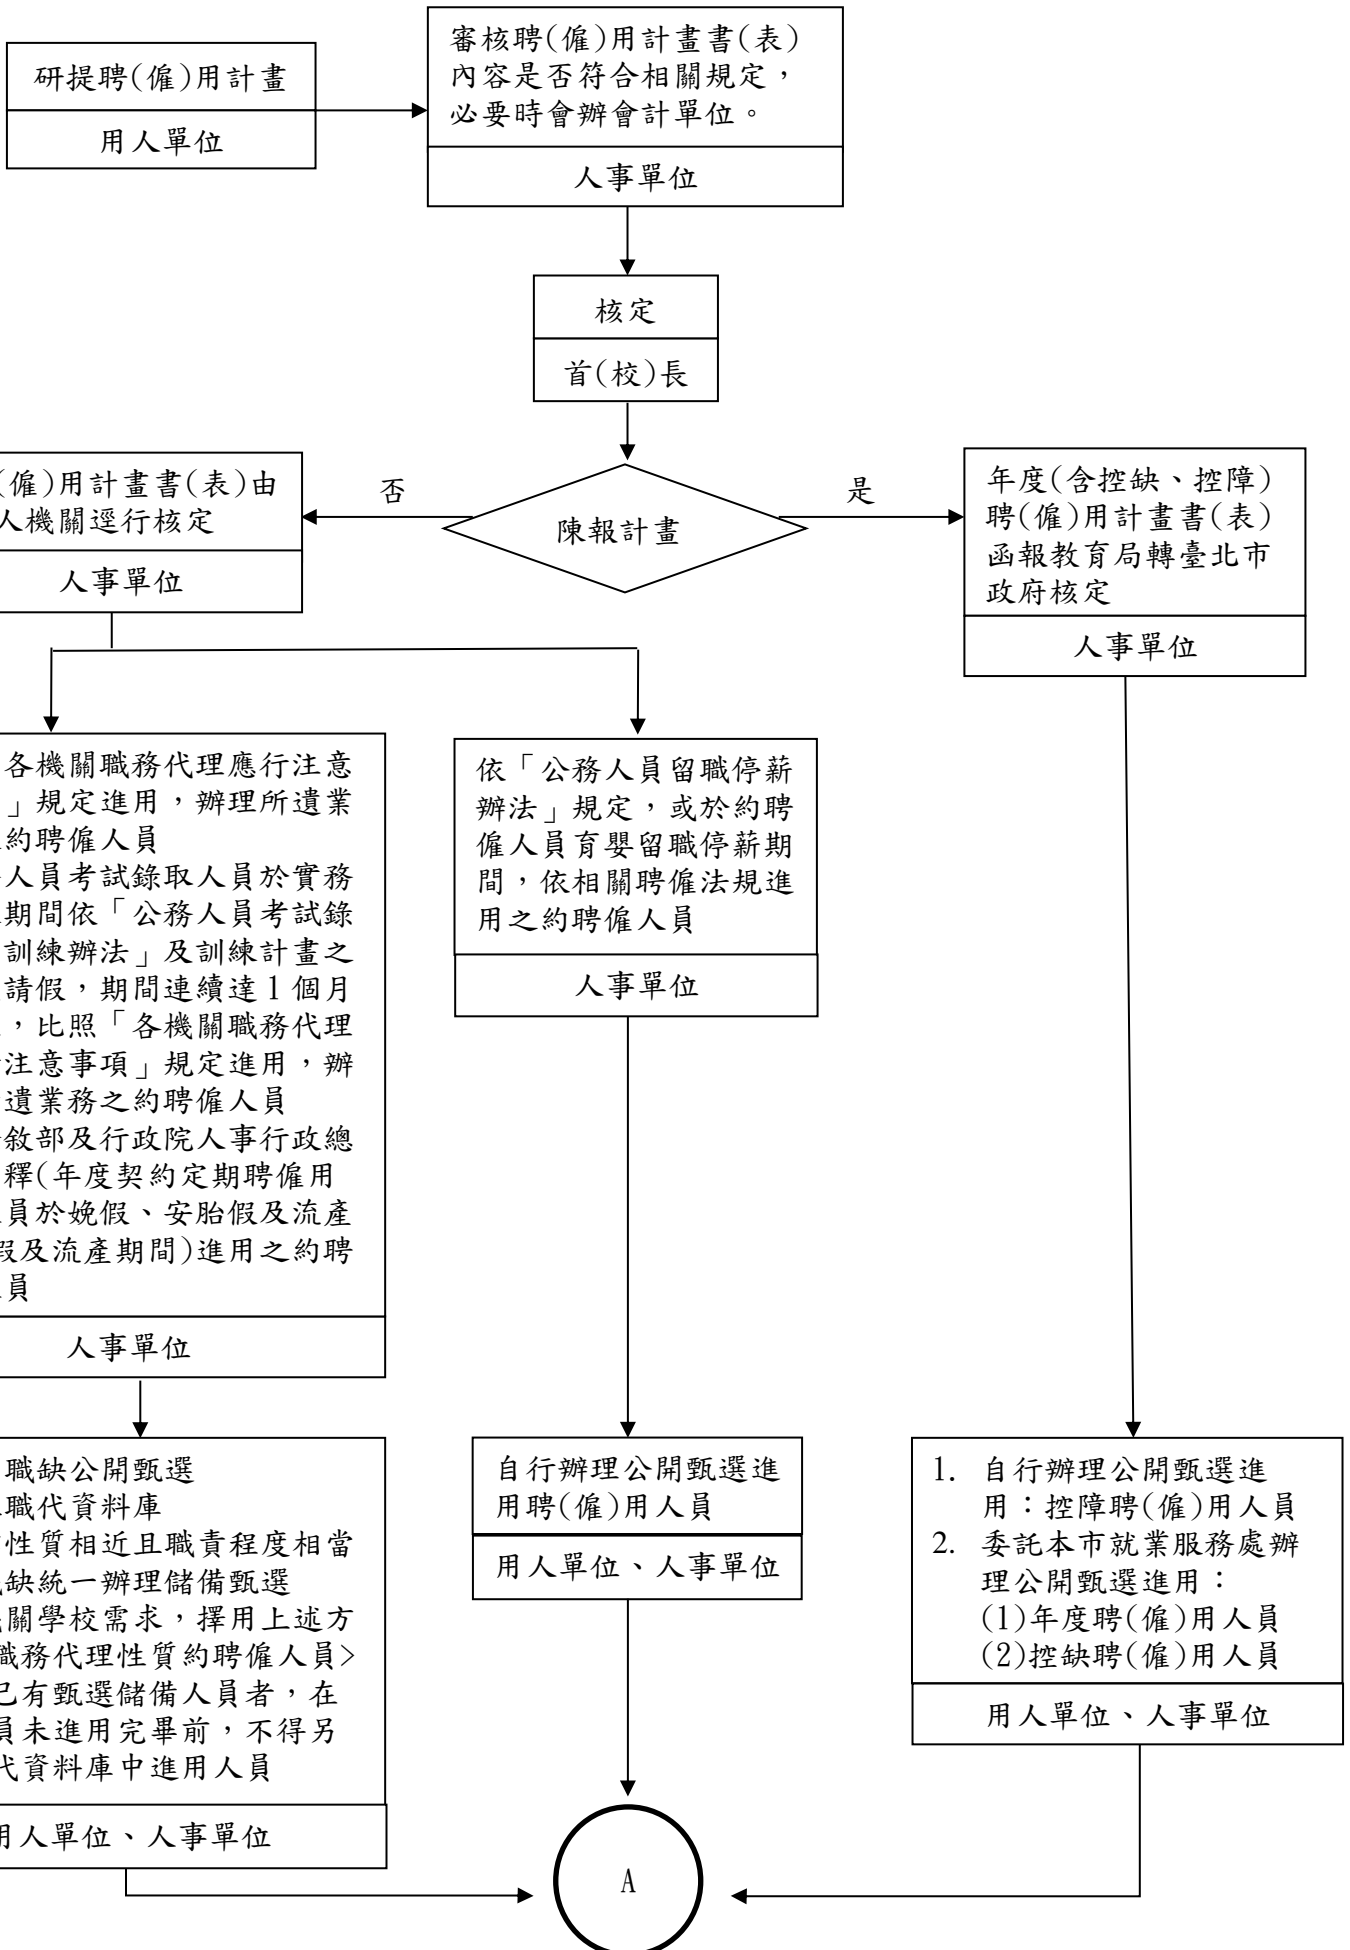 研提聘(僱)用計畫
用人單位
審核聘(僱)用計畫書(表)
內容是否符合相關規定，
必要時會辦會計單位。
人事單位
核定
首(校)長
陳報計畫
否
是
(僱)用計畫書(表)由
人機關逕行核定
人事單位
年度(含控缺、控障)
聘(僱)用計畫書(表)
函報教育局轉臺北市
政府核定
人事單位
各機關職務代理應行注意
」規定進用，辦理所遺業
約聘僱人員
人員考試錄取人員於實務
期間依「公務人員考試錄
訓練辦法」及訓練計畫之
請假，期間連續達1個月
，比照「各機關職務代理
注意事項」規定進用，辦
遺業務之約聘僱人員
敘部及行政院人事行政總
釋(年度契約定期聘僱用
員於娩假、安胎假及流產
假及流產期間)進用之約聘
員
人事單位
依「公務人員留職停薪
辦法」規定，或於約聘
僱人員育嬰留職停薪期
間，依相關聘僱法規進
用之約聘僱人員
人事單位
職缺公開甄選
職代資料庫
性質相近且職責程度相當
缺統一辦理儲備甄選
關學校需求，擇用上述方
職務代理性質約聘僱人員>
已有甄選儲備人員者，在
員未進用完畢前，不得另
代資料庫中進用人員
用人單位、人事單位
自行辦理公開甄選進
用聘(僱)用人員
用人單位、人事單位
1. 自行辦理公開甄選進
用：控障聘(僱)用人員
2. 委託本市就業服務處辦
理公開甄選進用：
(1)年度聘(僱)用人員
(2)控缺聘(僱)用人員
用人單位、人事單位
A